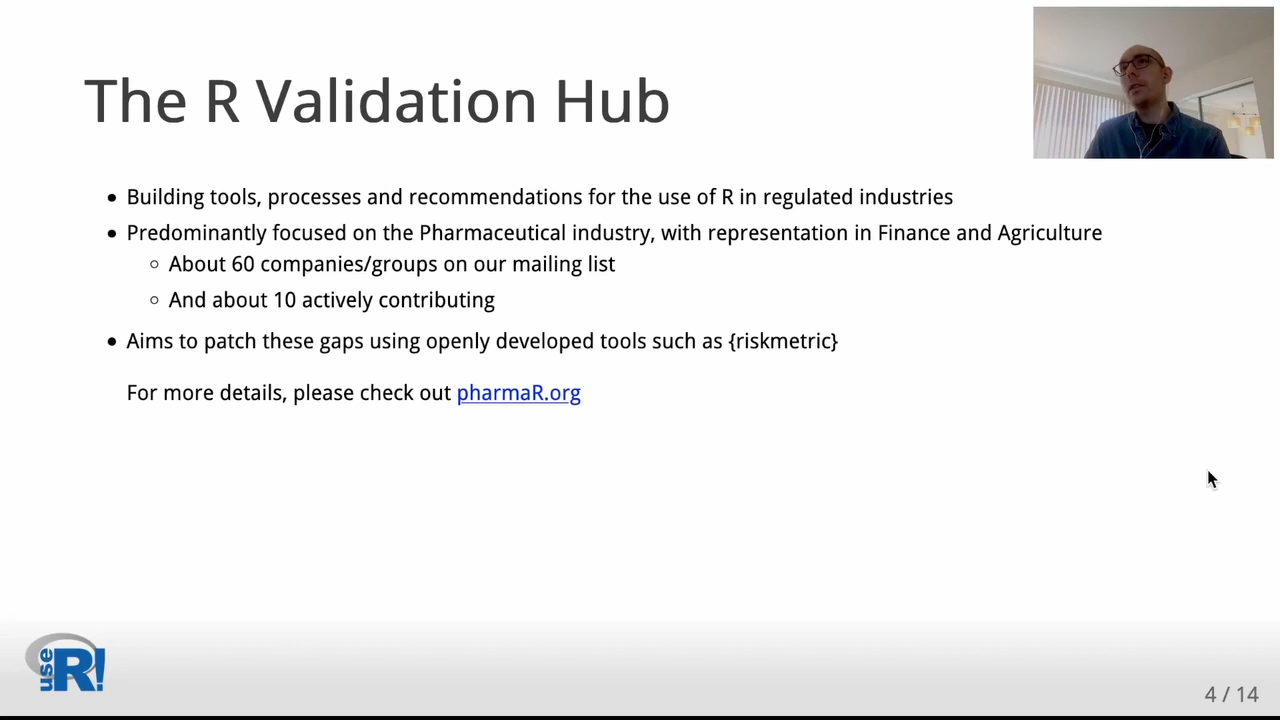 The R Validation Hub
• Building tools, processes and recommendations for the use of R in regulated industries
• Predominantly focused on the Pharmaceutical industry, with representation in Finance and Agriculture
◦ About 60 companies/groups on our mailing list
◦ And about 10 actively contributing
• Aims to patch these gaps using openly developed tools such as {riskmetric}
For more details, please check out pharmaR.org
use R!
4 / 14